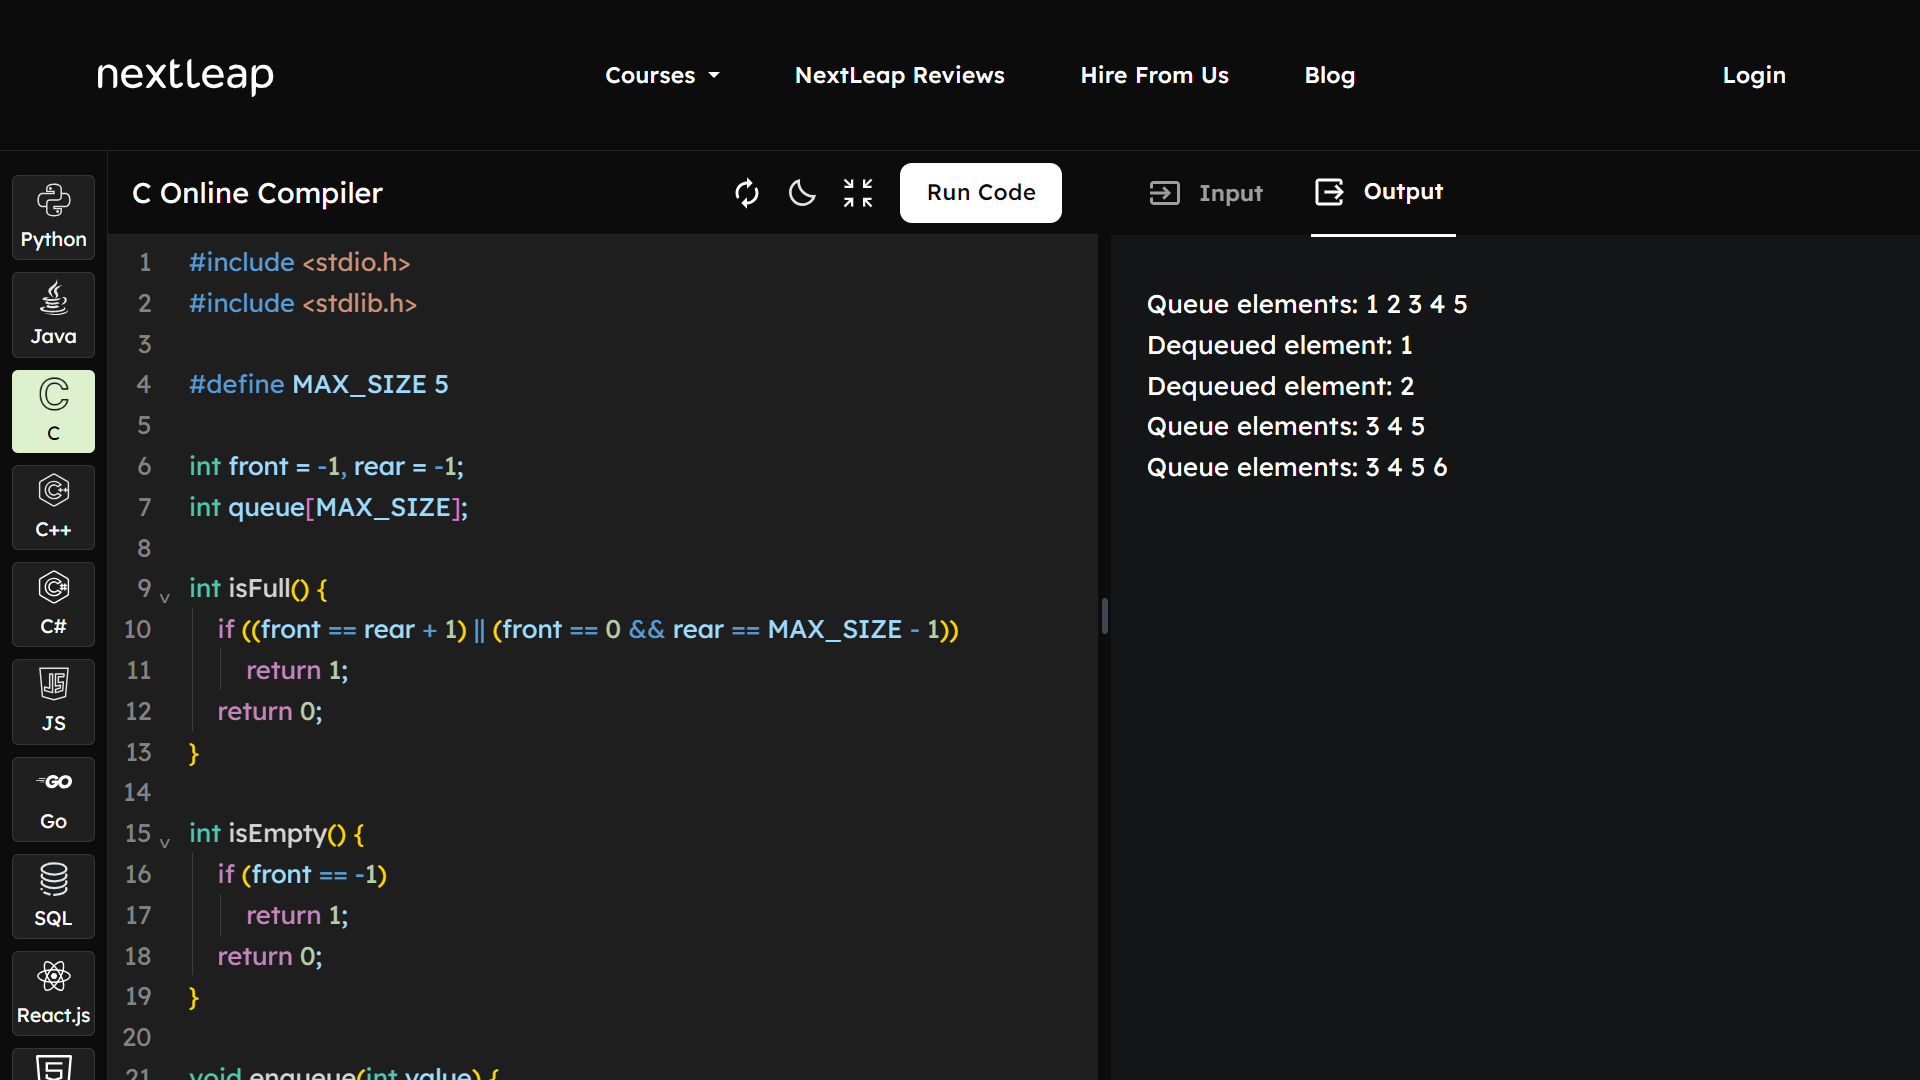 nextleap
Courses
NextLeap Reviews
Hire From Us
Blog
Login
Python
Java
C
C++
C#
JS
Go
SQL
React.js
C Online Compiler
Run Code
1 #include <stdio.h>
2 #include <stdlib.h>
3
4 #define MAX_SIZE 5
5
6 int front = -1, rear = -1;
7 int queue[MAX_SIZE];
8
9 int isFull() {
10 if ((front == rear + 1) || (front == 0 && rear == MAX_SIZE - 1))
11 return 1;
12 return 0;
13 }
14
15 int isEmpty() {
16 if (front == -1)
17 return 1;
18 return 0;
19 }
20
21 void enqueue(int value) {
Input
Output
Queue elements: 1 2 3 4 5
Dequeued element: 1
Dequeued element: 2
Queue elements: 3 4 5
Queue elements: 3 4 5 6